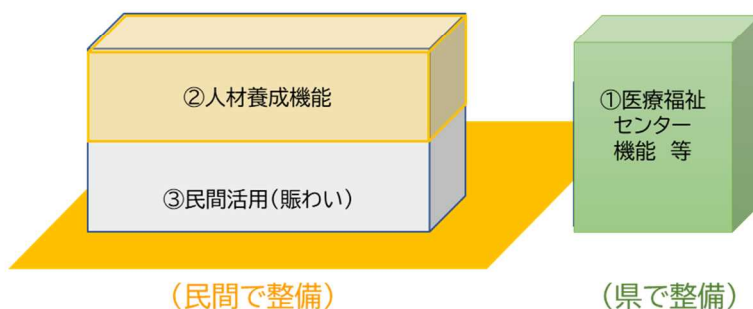 ②人材養成機能
③民間活用(賑わい)
(民間で整備)
①医療福祉
センター
機能 等
(県で整備)